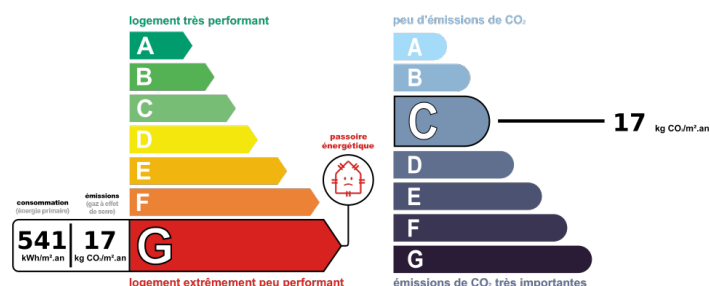 logement très performant
A
B
C
D
E
F
G
passoire
énergétique
consommation
(énergie primaire)
émissions
(gaz à effet
de serre)
541
kWh/m².an
17
kg CO₂/m².an
logement extrêmement peu performant
peu d'émissions de CO₂
A
B
C
17
kg CO₂/m².an
D
E
F
G
émissions de CO₂ très importantes